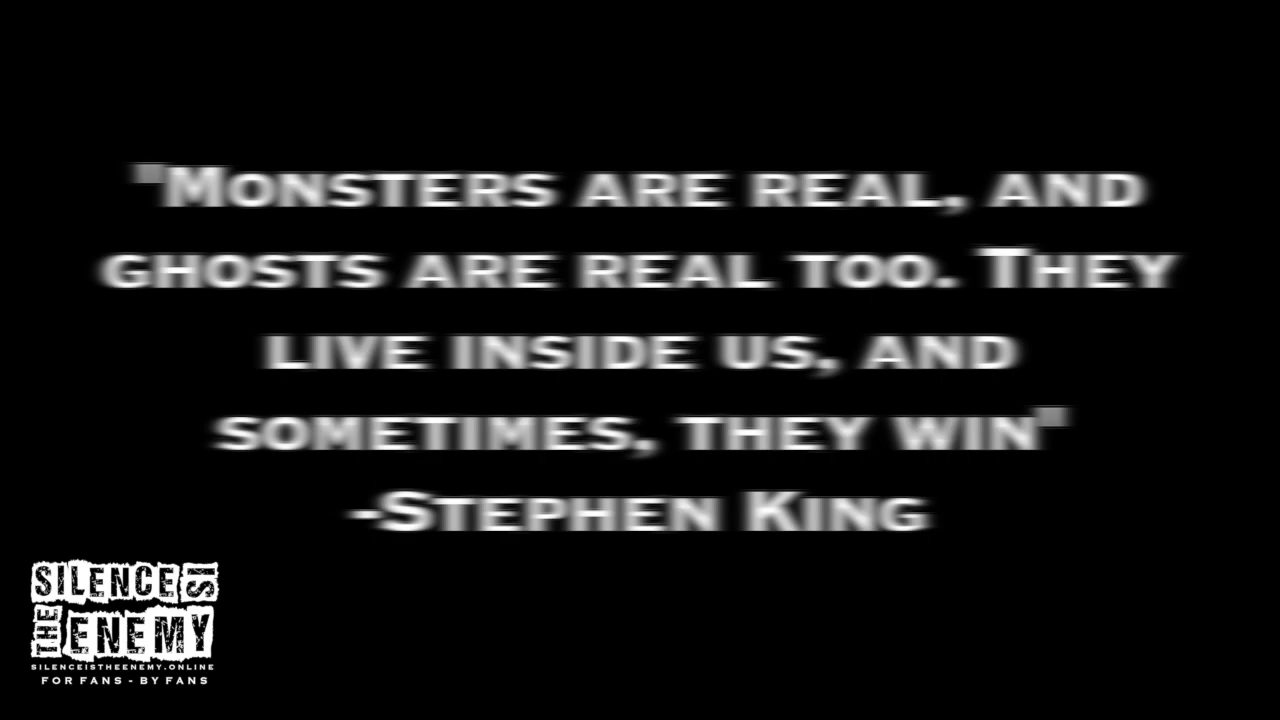 "Monsters are real, and
ghosts are real too. They
live inside us, and
sometimes, they win"
-Stephen King
SILENCE IS
THE ENEMY
SILENCEISTHEENEMY.ONLINE
FOR FANS - BY FANS